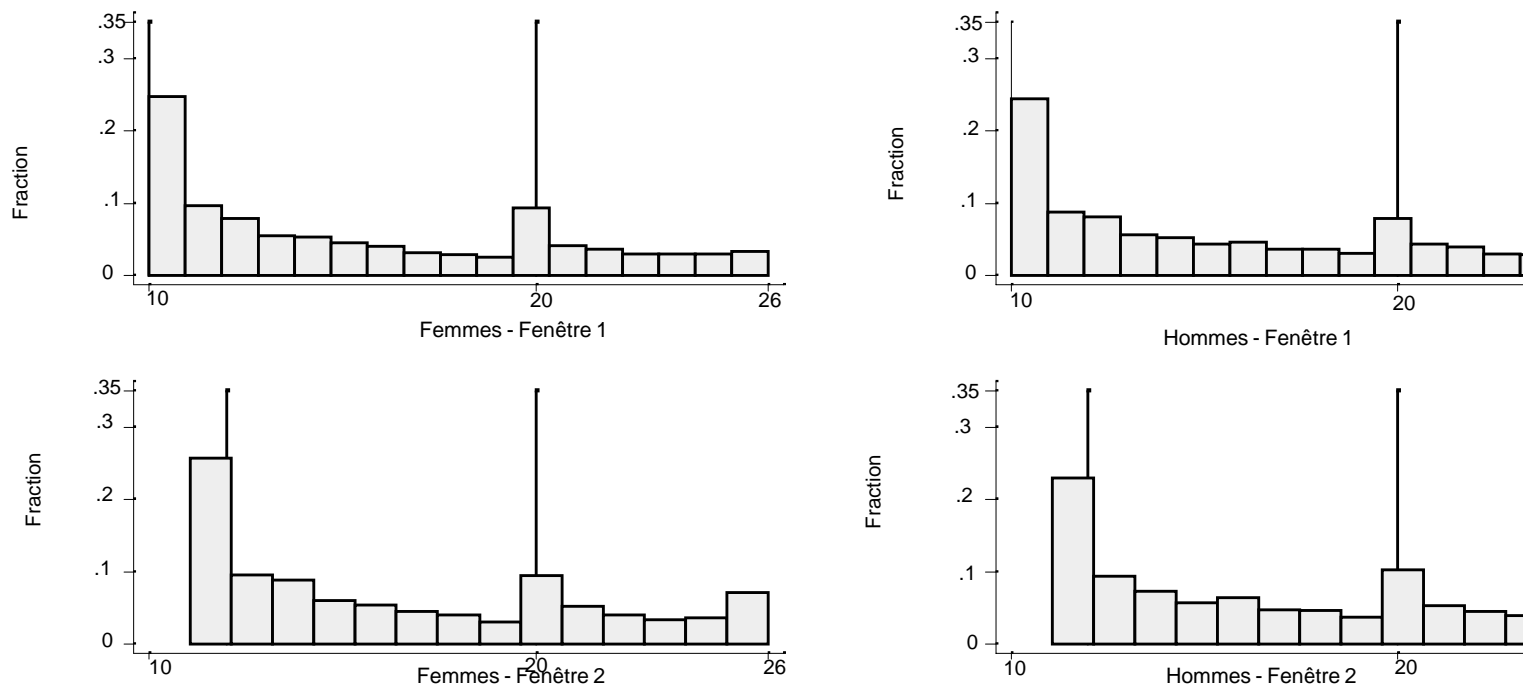 .35
.3
.2
.1
0
Fraction
10 20 26
Femmes - Fenêtre 1
.35
.3
.2
.1
0
Fraction
10 20
Hommes - Fenêtre 1
.35
.3
.2
.1
0
Fraction
10 20 26
Femmes - Fenêtre 2
.35
.3
.2
.1
0
Fraction
10 20
Hommes - Fenêtre 2